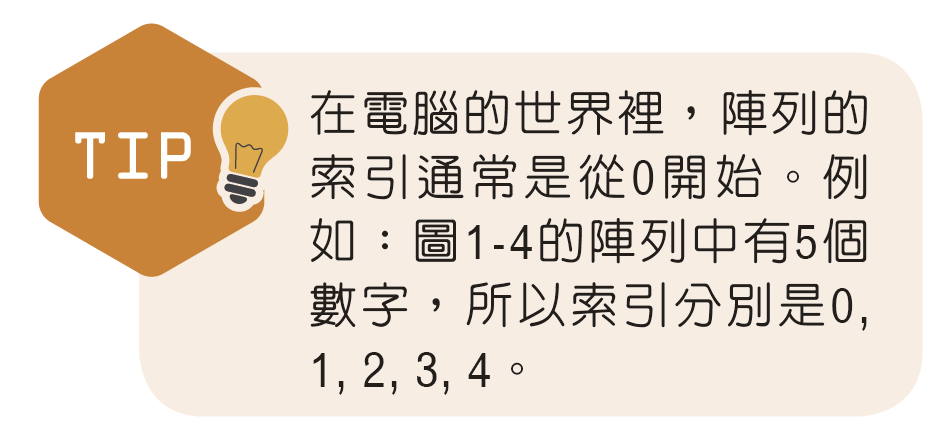 TIP
在電腦的世界裡，陣列的
索引通常是從0開始。例
如：圖1-4的陣列中有5個
數字，所以索引分別是0,
1, 2, 3, 4。